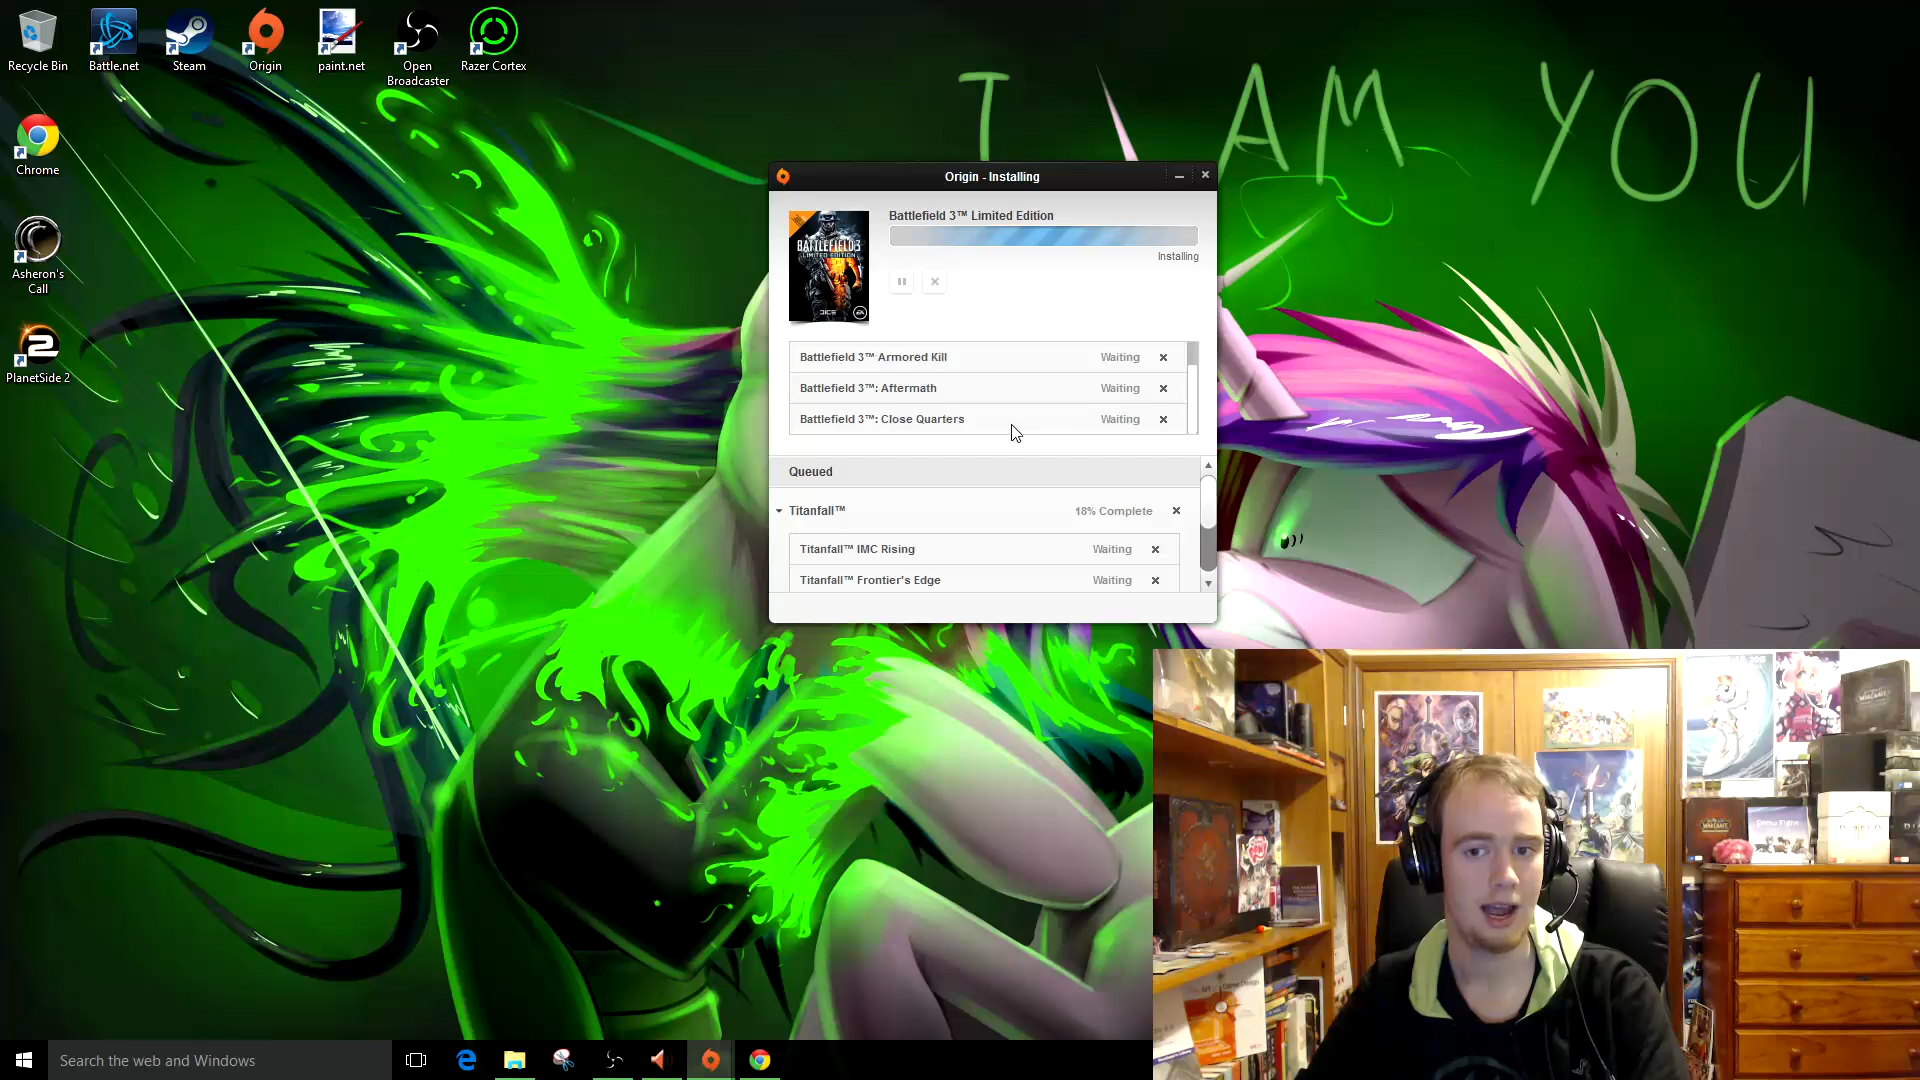 Recycle Bin
Battle.net
Steam
Origin
paint.net
Open Broadcaster
Razer Cortex
Chrome
Asheron's Call
PlanetSide 2
I AM YOU
Origin - Installing
Battlefield 3™ Limited Edition
Installing
BATTLEFIELD 3
LIMITED EDITION
DICE
EA
Battlefield 3™ Armored Kill
Waiting
Battlefield 3™: Aftermath
Waiting
Battlefield 3™: Close Quarters
Waiting
Queued
Titanfall™
18% Complete
Titanfall™ IMC Rising
Waiting
Titanfall™ Frontier's Edge
Waiting
Search the web and Windows